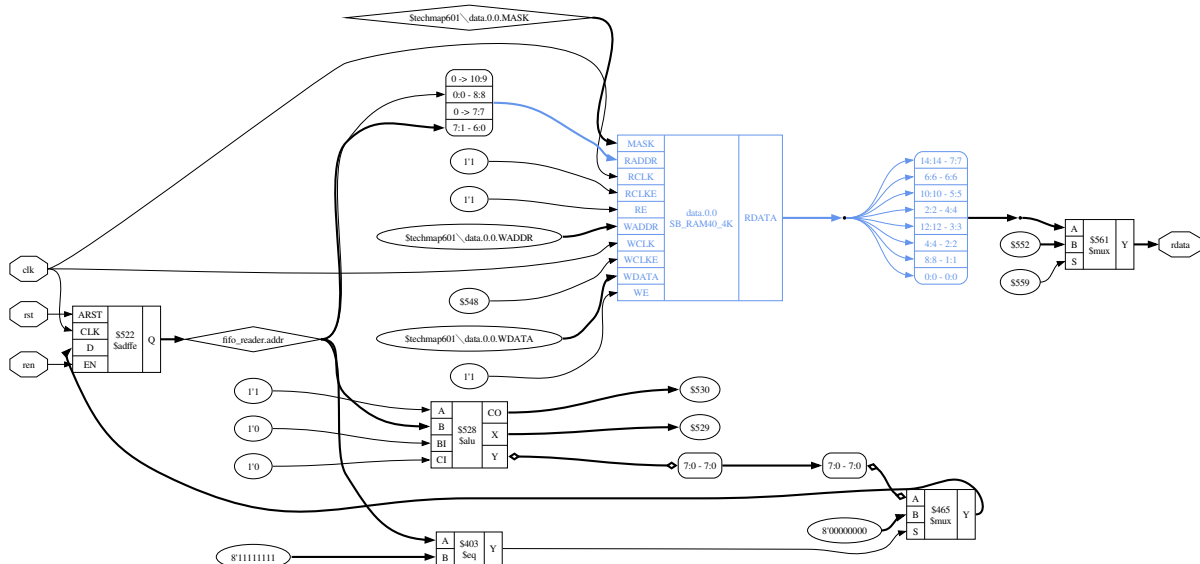 $techmap601\data.0.0.MASK
0 -> 10:9
0:0 - 8:8
0 -> 7:7
7:1 - 6:0
1'1
1'1
$techmap601\data.0.0.WADDR
$548
$techmap601\data.0.0.WDATA
1'1
MASK
RADDR
RCLK
RCLKE
RE
WADDR
WCLK
WCLKE
WDATA
WE
data.0.0
SB_RAM40_4K
RDATA
14:14 - 7:7
6:6 - 6:6
10:10 - 5:5
2:2 - 4:4
12:12 - 3:3
4:4 - 2:2
8:8 - 1:1
0:0 - 0:0
$552
$559
A
B
S
$561
$mux
Y
rdata
clk
rst
ren
ARST
CLK
D
EN
$522
$adffe
Q
fifo_reader.addr
1'1
1'0
1'0
A
B
BI
CI
$528
$alu
CO
X
Y
$530
$529
7:0 - 7:0
7:0 - 7:0
8'00000000
A
B
S
$465
$mux
Y
8'11111111
A
B
$403
$eq
Y